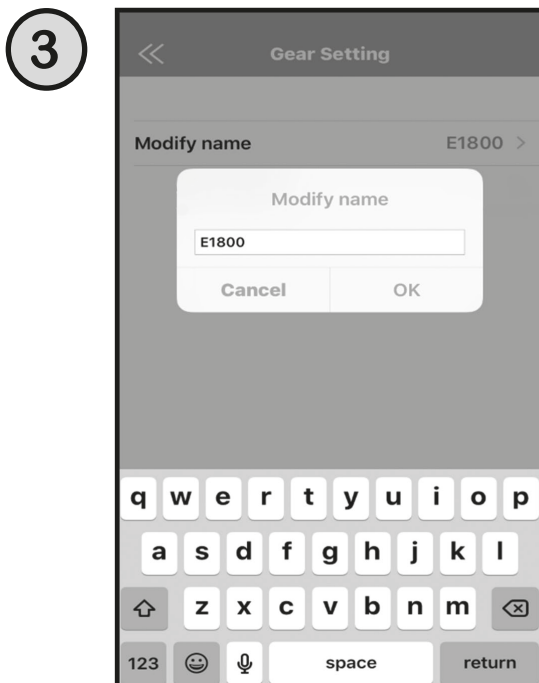 3
Gear Setting
Modify name E1800 >
Modify name
E1800
Cancel OK
q w e r t y u i o p
a s d f g h j k l
z x c v b n m
123 space return